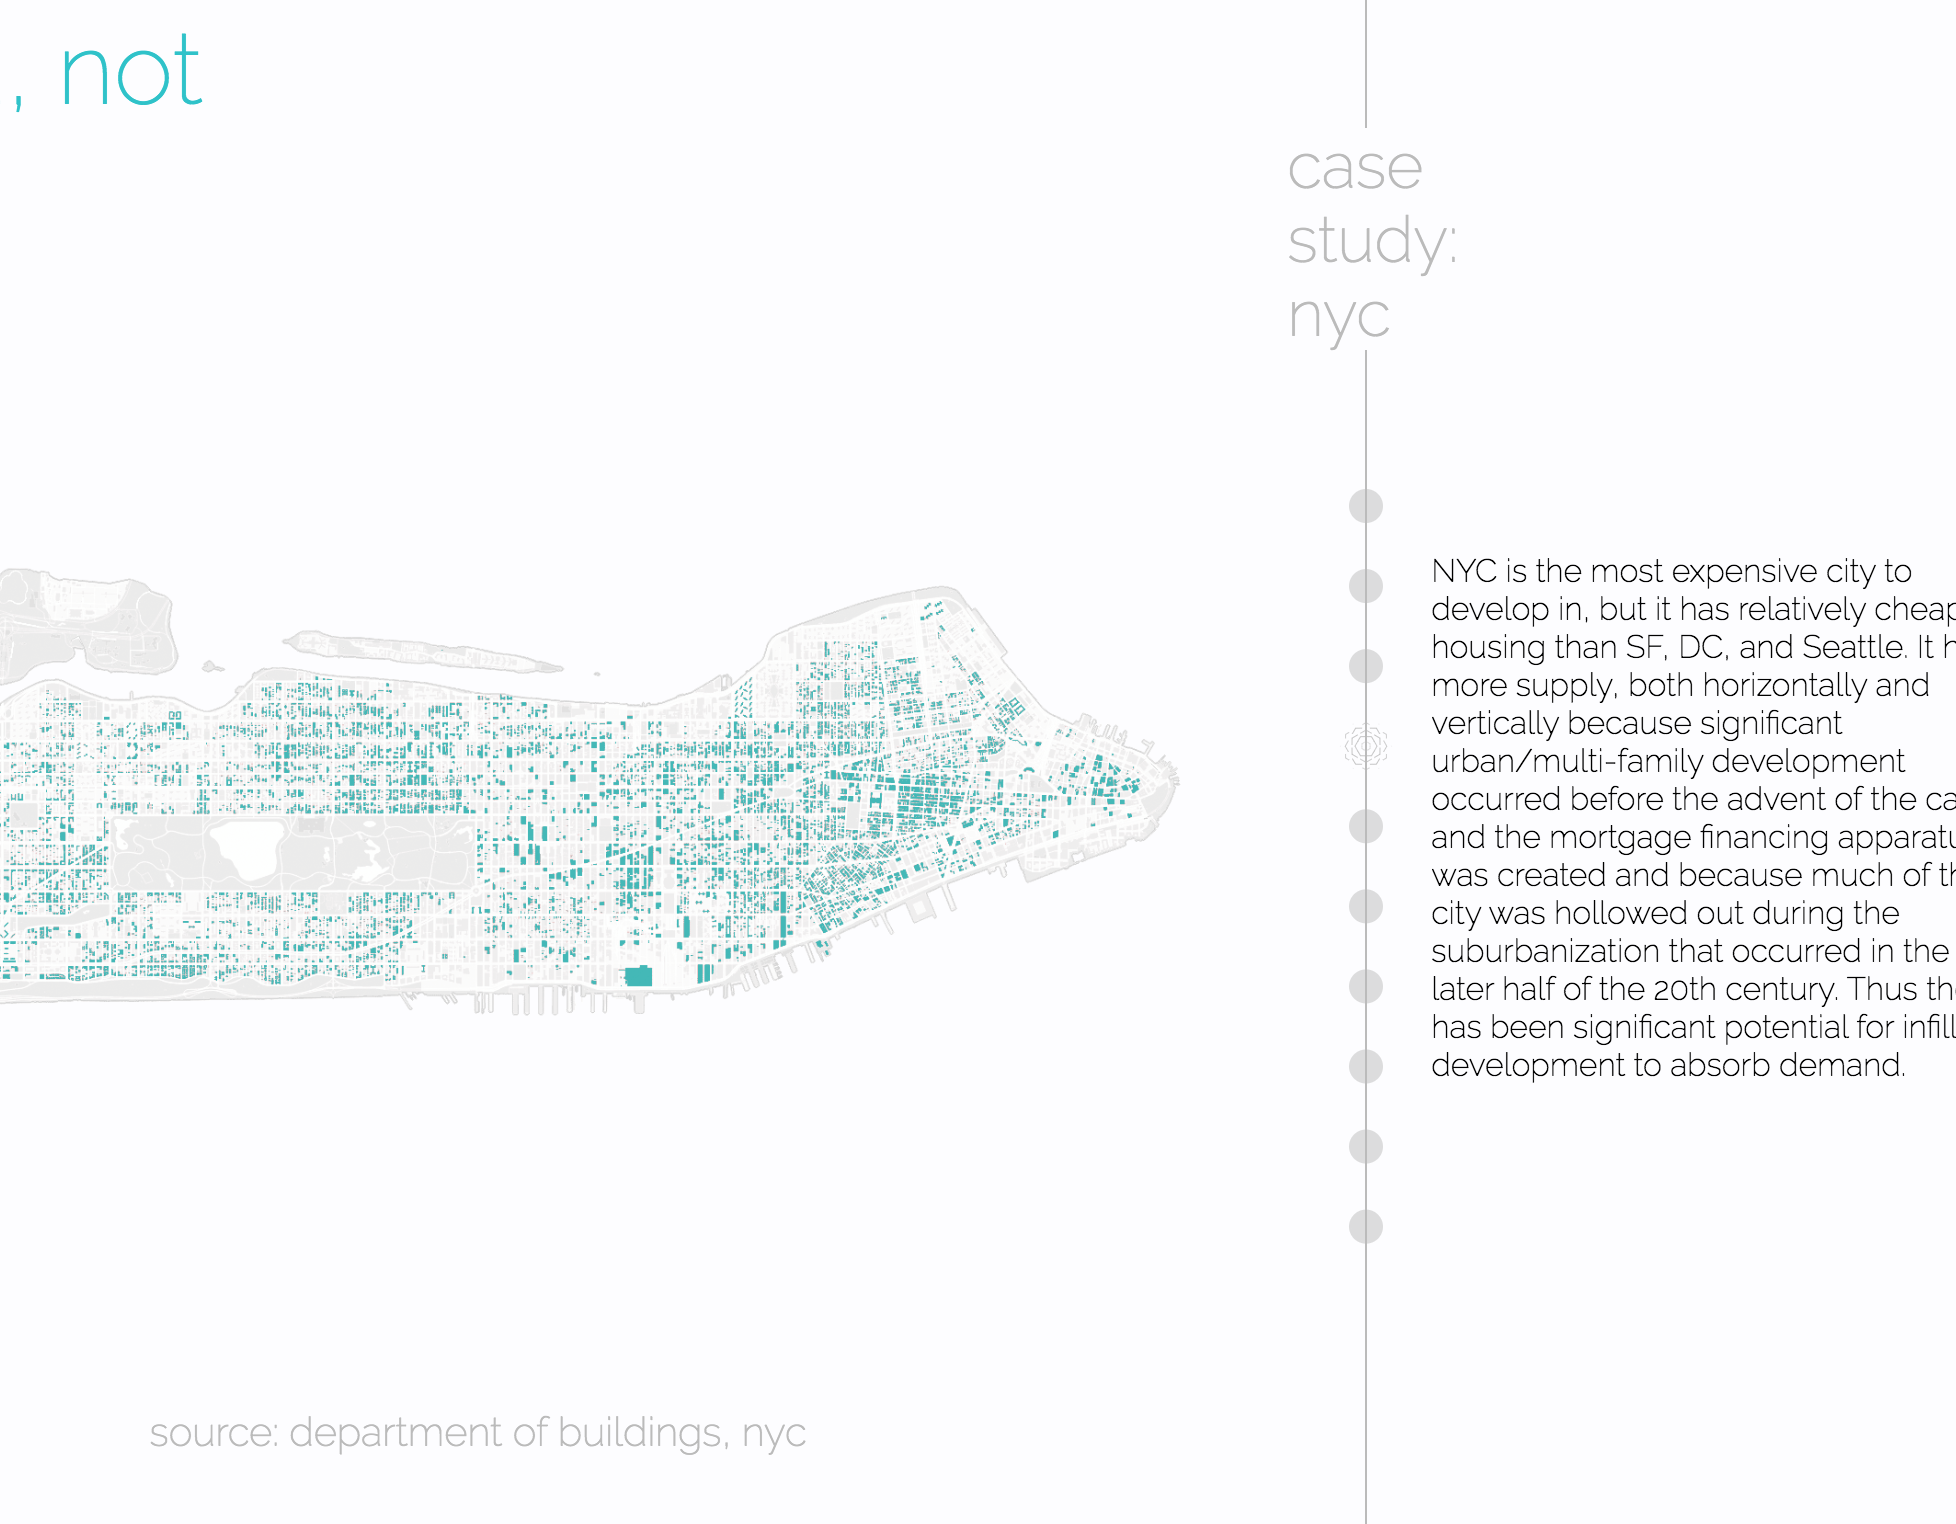 , not
case
study:
nyc
NYC is the most expensive city to
develop in, but it has relatively cheap
housing than SF, DC, and Seattle. It h
more supply, both horizontally and
vertically because significant
urban/multi-family development
occurred before the advent of the ca
and the mortgage financing apparatu
was created and because much of th
city was hollowed out during the
suburbanization that occurred in the
later half of the 20th century. Thus the
has been significant potential for infill
development to absorb demand.
source: department of buildings, nyc